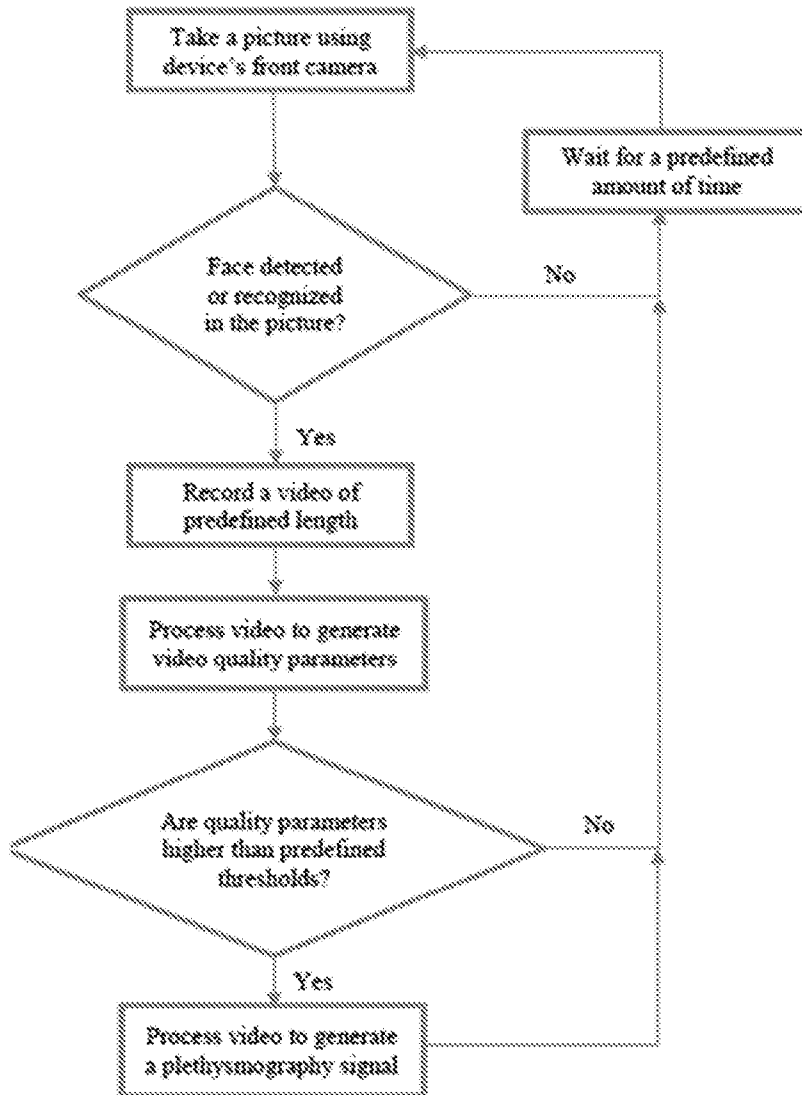 Take a picture using
device's front camera
Wait for a predefined
amount of time
Face detected
or recognized
in the picture?
No
Yes
Record a video of
predefined length
Process video to generate
video quality parameters
Are quality parameters
higher than predefined
thresholds?
No
Yes
Process video to generate
a plethysmography signal